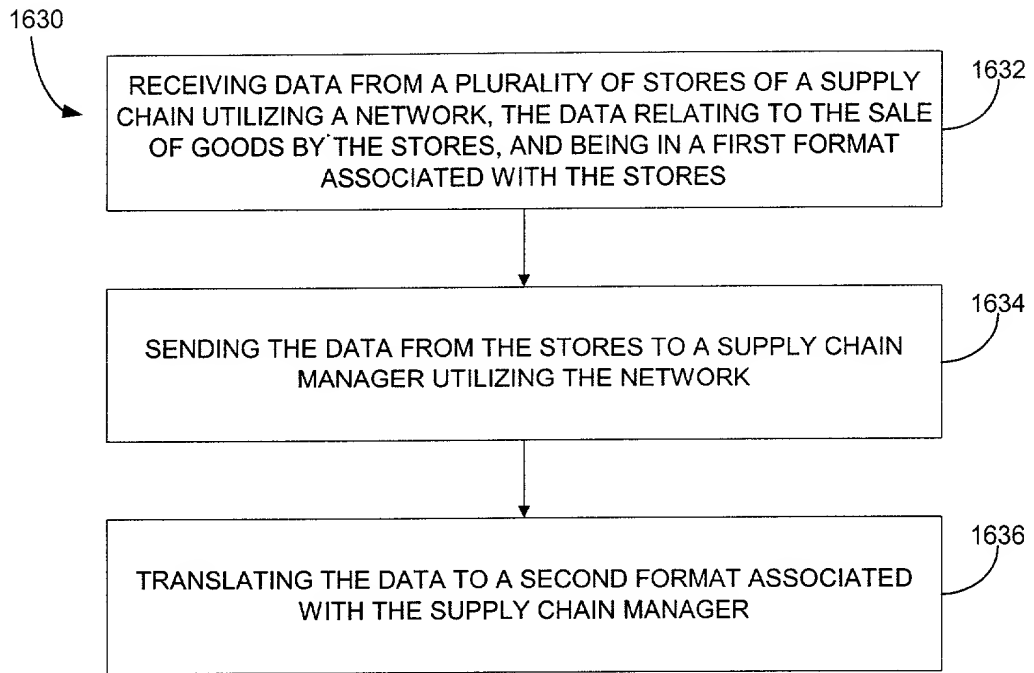 1630
RECEIVING DATA FROM A PLURALITY OF STORES OF A SUPPLY
CHAIN UTILIZING A NETWORK, THE DATA RELATING TO THE SALE
OF GOODS BY THE STORES, AND BEING IN A FIRST FORMAT
ASSOCIATED WITH THE STORES
1632
SENDING THE DATA FROM THE STORES TO A SUPPLY CHAIN
MANAGER UTILIZING THE NETWORK
1634
TRANSLATING THE DATA TO A SECOND FORMAT ASSOCIATED
WITH THE SUPPLY CHAIN MANAGER
1636